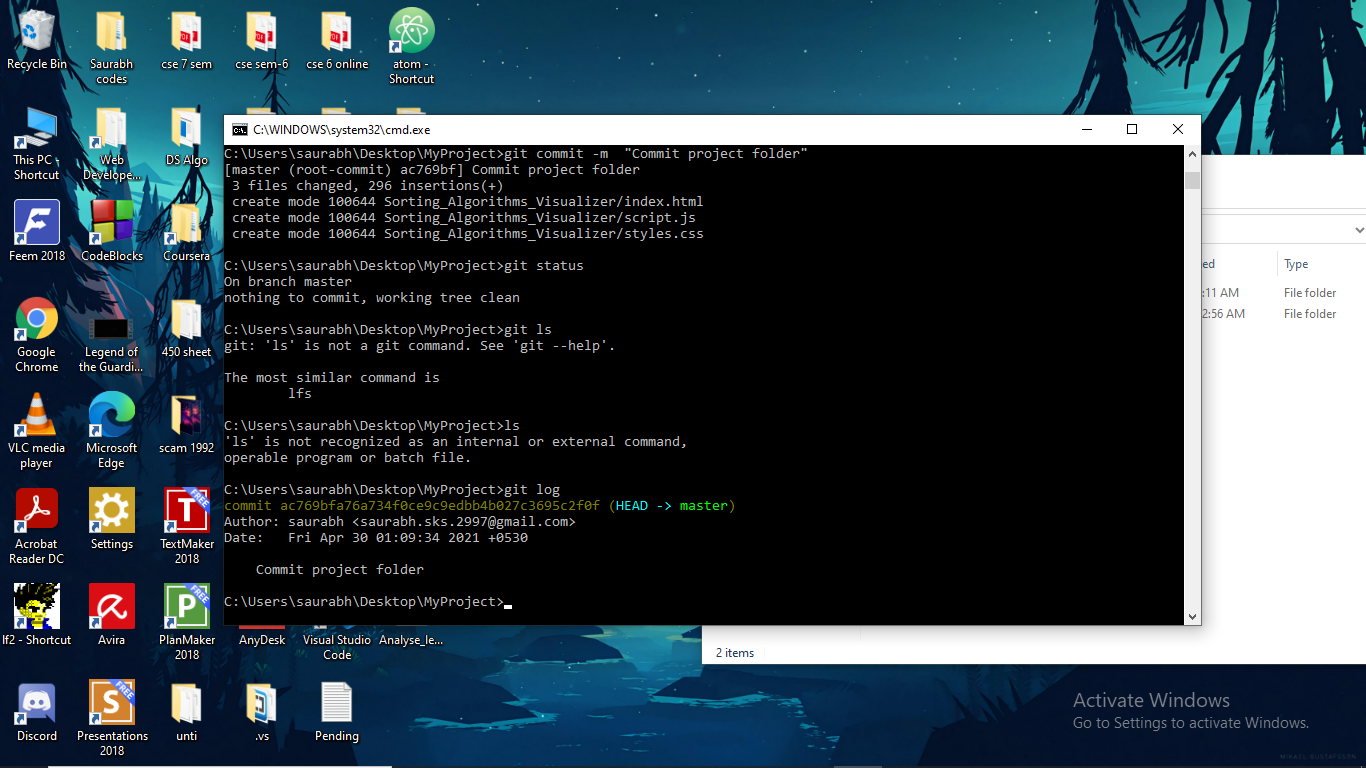 Recycle Bin
Saurabh
codes
cse 7 sem
cse sem-6
cse 6 online
atom -
Shortcut
This PC -
Shortcut
Web
Develope...
DS Algo
Feem 2018
CodeBlocks
Coursera
Google
Chrome
Legend of
the Guardi...
450 sheet
VLC media
player
Microsoft
Edge
scam 1992
Acrobat
Reader DC
Settings
FREE
TextMaker
2018
lf2 - Shortcut
Avira
FREE
PlanMaker
2018
AnyDesk
Visual Studio
Code
Analyse_le...
Discord
FREE
Presentations
2018
unti
.vs
Pending
C:\WINDOWS\system32\cmd.exe
C:\Users\saurabh\Desktop\MyProject>git commit -m  "Commit project folder"
[master (root-commit) ac769bf] Commit project folder
 3 files changed, 296 insertions(+)
 create mode 100644 Sorting_Algorithms_Visualizer/index.html
 create mode 100644 Sorting_Algorithms_Visualizer/script.js
 create mode 100644 Sorting_Algorithms_Visualizer/styles.css
C:\Users\saurabh\Desktop\MyProject>git status
On branch master
nothing to commit, working tree clean
C:\Users\saurabh\Desktop\MyProject>git ls
git: 'ls' is not a git command. See 'git --help'.
The most similar command is
        lfs
C:\Users\saurabh\Desktop\MyProject>ls
'ls' is not recognized as an internal or external command,
operable program or batch file.
C:\Users\saurabh\Desktop\MyProject>git log
commit ac769bfa76a734f0ce9c9edbb4b027c3695c2f0f (HEAD -> master)
Author: saurabh <saurabh.sks.2997@gmail.com>
Date:   Fri Apr 30 01:09:34 2021 +0530
    Commit project folder
C:\Users\saurabh\Desktop\MyProject>
ed Type
:11 AM File folder
2:56 AM File folder
2 items
Activate Windows
Go to Settings to activate Windows.
MIKAEL GUSTAFSSON